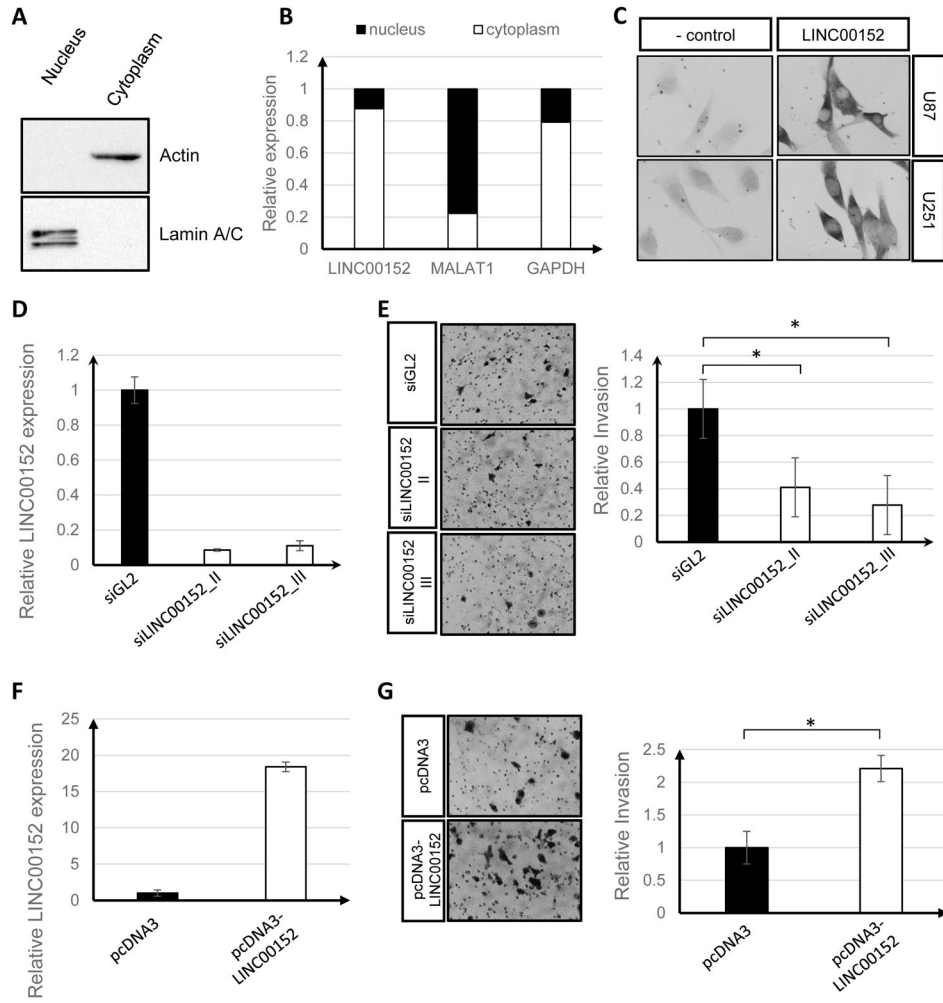 A
Nucleus
Cytoplasm
Actin
Lamin A/C
B
nucleus
cytoplasm
Relative expression
1
0.8
0.6
0.4
0.2
0
LINC00152
MALAT1
GAPDH
C
- control
LINC00152
U87
U251
D
Relative LINC00152 expression
1.2
1
0.8
0.6
0.4
0.2
0
siGL2
siLINC00152_II
siLINC00152_III
E
siGL2
siLINC00152
II
siLINC00152
III
Relative Invasion
1.4
1.2
1
0.8
0.6
0.4
0.2
0
*
*
siGL2
siLINC00152_II
siLINC00152_III
F
Relative LINC00152 expression
25
20
15
10
5
0
pcDNA3
pcDNA3-
LINC00152
G
pcDNA3
pcDNA3-
LINC00152
Relative Invasion
2.5
2
1.5
1
0.5
0
*
pcDNA3
pcDNA3-
LINC00152